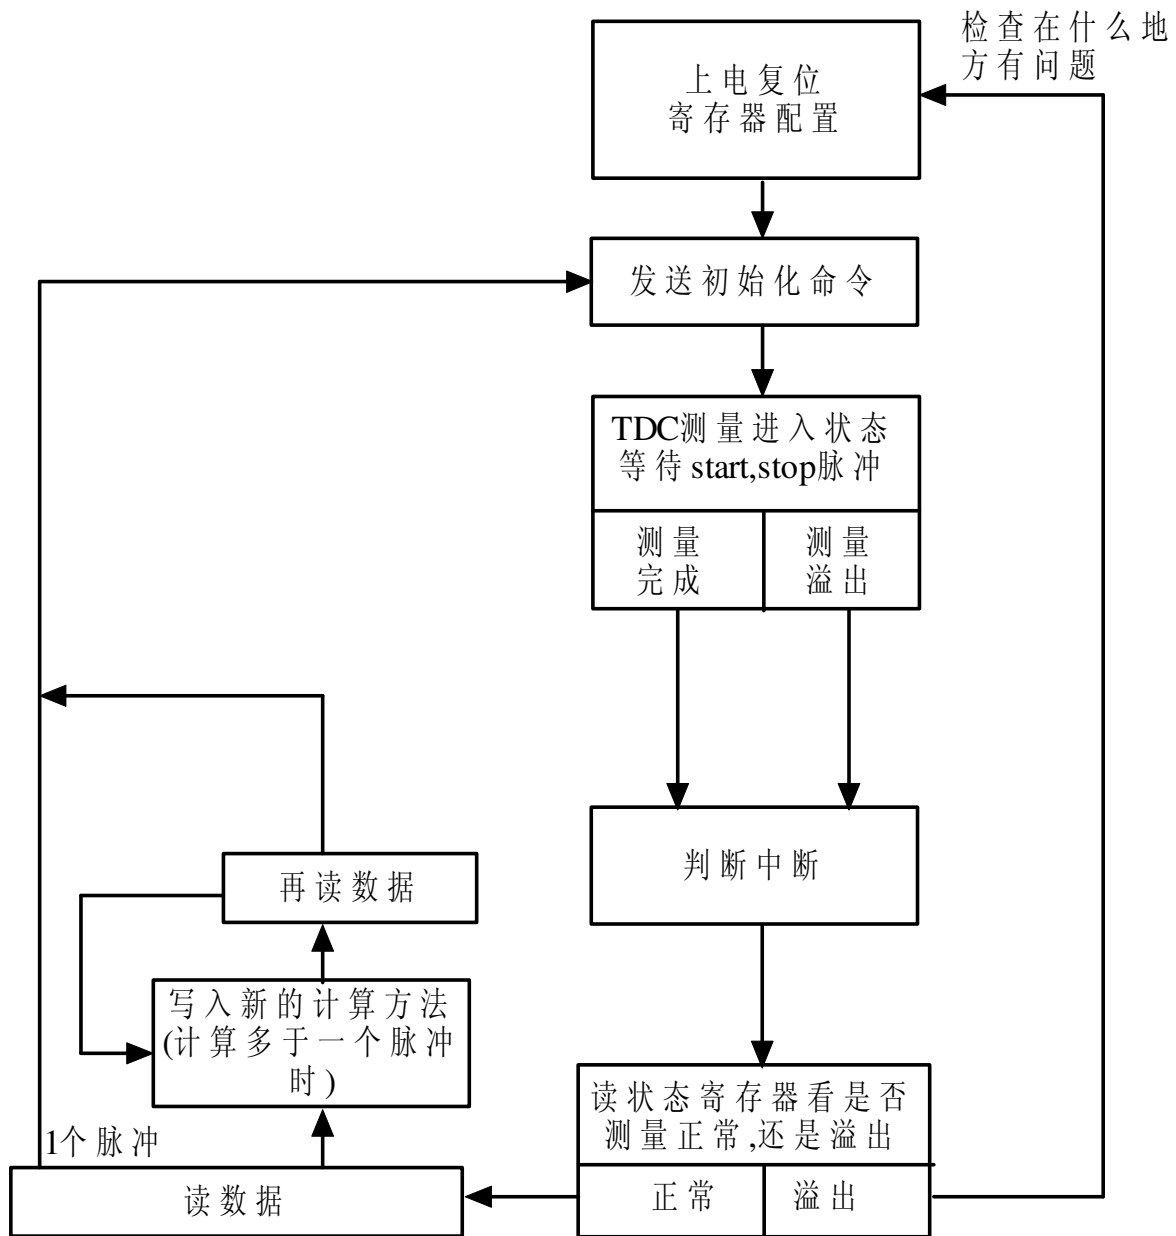 检查在什么地
方有问题
上电复位
寄存器配置
发送初始化命令
TDC测量进入状态
等待start,stop脉冲
测量
完成
测量
溢出
判断中断
再读数据
写入新的计算方法
(计算多于一个脉冲
时)
读状态寄存器看是否
测量正常,还是溢出
1个脉冲
读数据
正常
溢出